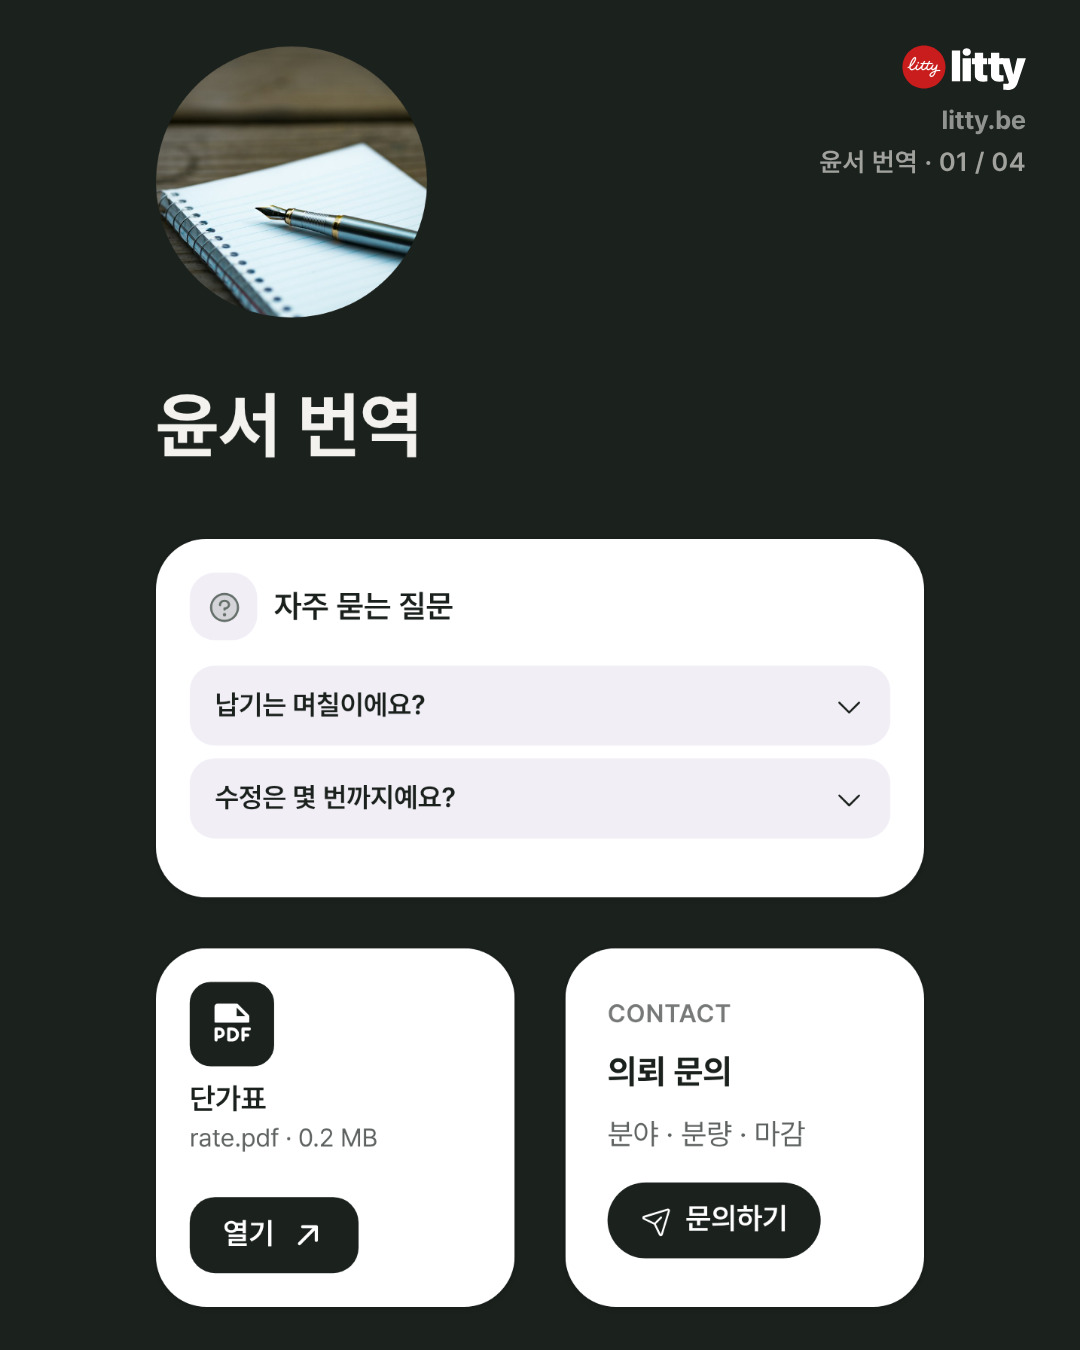 litty litty
litty.be
윤서 번역 · 01 / 04
윤서 번역
자주 묻는 질문
납기는 며칠이에요?
수정은 몇 번까지예요?
PDF
단가표
rate.pdf · 0.2 MB
열기
CONTACT
의뢰 문의
분야 · 분량 · 마감
문의하기